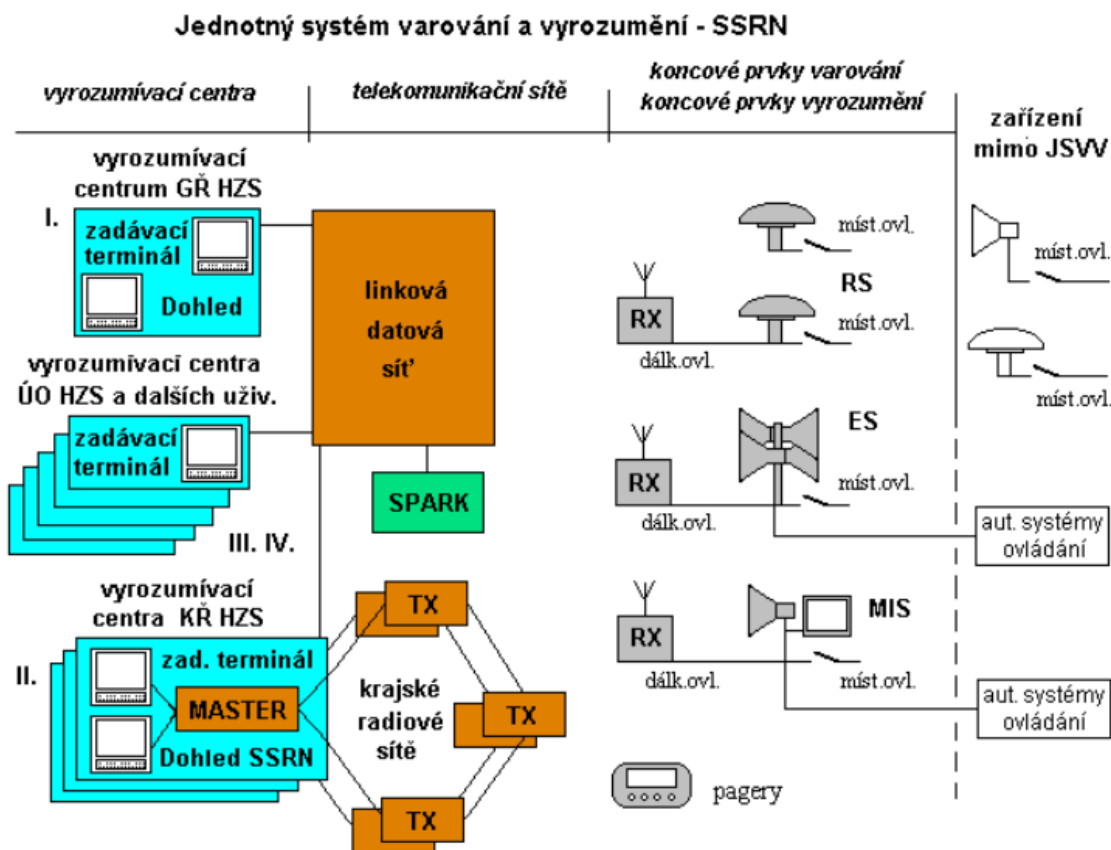 Jednotný systém varování a vyrozumění - SSRN
vyrozumívací centra
telekomunikační sítě
koncové prvky varování
koncové prvky vyrozumění
zařízení
mimo JSVV
vyrozumívací
centrum GŘ HZS
I.
zadávací
terminál
Dohled
vyrozumívací centra
ÚO HZS a dalších uživ.
zadávací
terminál
III. IV.
vyrozumívací
centra KŘ HZS
II.
zad. terminál
MASTER
Dohled SSRN
linková
datová
síť
SPARK
TX
krajské
radiové
sítě
TX
TX
míst.ovl.
RS
RX
míst.ovl.
dálk.ovl.
ES
RX
míst.ovl.
dálk.ovl.
MIS
RX
dálk.ovl.
míst.ovl.
pagery
míst.ovl.
míst.ovl.
aut. systémy
ovládání
aut. systémy
ovládání